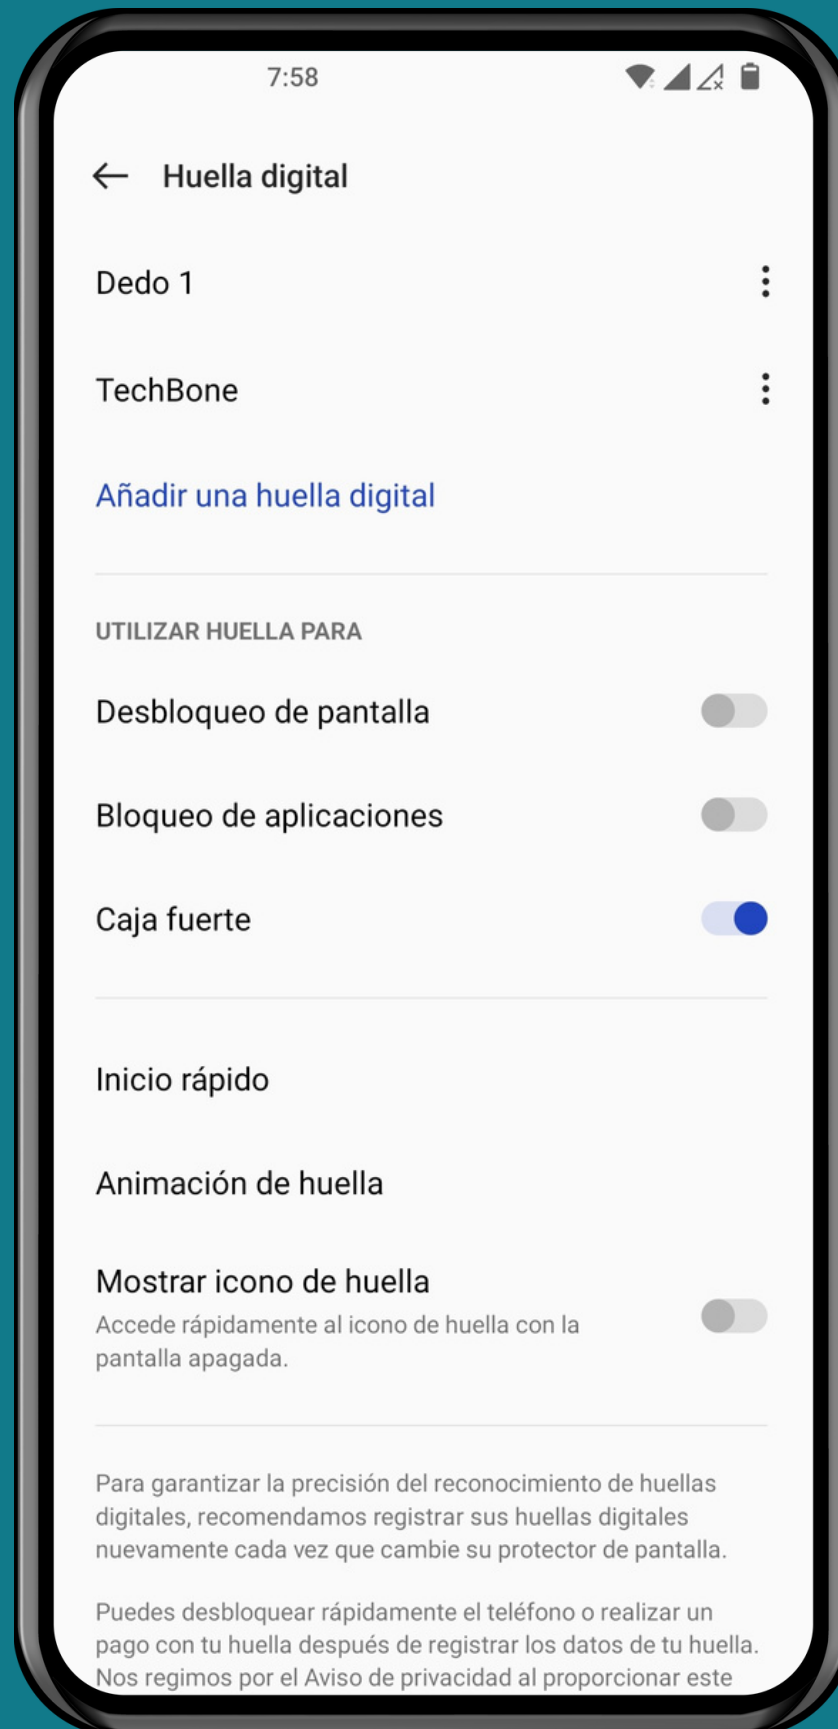 7:58
Huella digital
Dedo 1
TechBone
Añadir una huella digital
UTILIZAR HUELLA PARA
Desbloqueo de pantalla
Bloqueo de aplicaciones
Caja fuerte
Inicio rápido
Animación de huella
Mostrar icono de huella
Accede rápidamente al icono de huella con la
pantalla apagada.
Para garantizar la precisión del reconocimiento de huellas
digitales, recomendamos registrar sus huellas digitales
nuevamente cada vez que cambie su protector de pantalla.
Puedes desbloquear rápidamente el teléfono o realizar un
pago con tu huella después de registrar los datos de tu huella.
Nos regimos por el Aviso de privacidad al proporcionar este